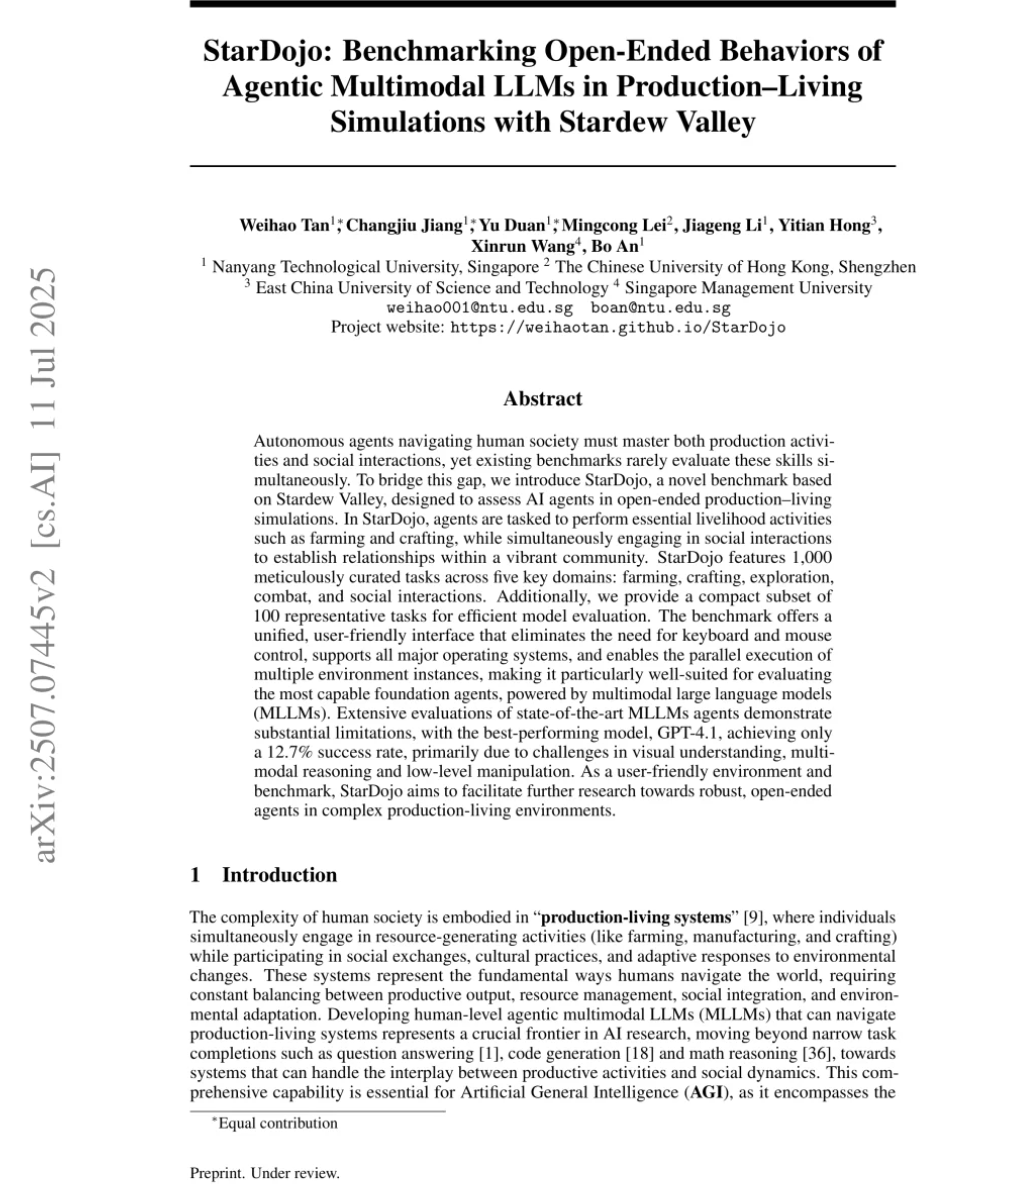 StarDojo: Benchmarking Open-Ended Behaviors of
Agentic Multimodal LLMs in Production–Living
Simulations with Stardew Valley
Weihao Tan¹*, Changjiu Jiang¹*, Yu Duan¹*, Mingcong Lei², Jiageng Li¹, Yitian Hong³,
Xinrun Wang⁴, Bo An¹
¹ Nanyang Technological University, Singapore ² The Chinese University of Hong Kong, Shengzhen
³ East China University of Science and Technology ⁴ Singapore Management University
weihao001@ntu.edu.sg boan@ntu.edu.sg
Project website: https://weihaotan.github.io/StarDojo
arXiv:2507.07445v2 [cs.AI] 11 Jul 2025
Abstract
Autonomous agents navigating human society must master both production activi-
ties and social interactions, yet existing benchmarks rarely evaluate these skills si-
multaneously. To bridge this gap, we introduce StarDojo, a novel benchmark based
on Stardew Valley, designed to assess AI agents in open-ended production–living
simulations. In StarDojo, agents are tasked to perform essential livelihood activities
such as farming and crafting, while simultaneously engaging in social interactions
to establish relationships within a vibrant community. StarDojo features 1,000
meticulously curated tasks across five key domains: farming, crafting, exploration,
combat, and social interactions. Additionally, we provide a compact subset of
100 representative tasks for efficient model evaluation. The benchmark offers a
unified, user-friendly interface that eliminates the need for keyboard and mouse
control, supports all major operating systems, and enables the parallel execution of
multiple environment instances, making it particularly well-suited for evaluating
the most capable foundation agents, powered by multimodal large language models
(MLLMs). Extensive evaluations of state-of-the-art MLLMs agents demonstrate
substantial limitations, with the best-performing model, GPT-4.1, achieving only
a 12.7% success rate, primarily due to challenges in visual understanding, multi-
modal reasoning and low-level manipulation. As a user-friendly environment and
benchmark, StarDojo aims to facilitate further research towards robust, open-ended
agents in complex production-living environments.
1 Introduction
The complexity of human society is embodied in “production-living systems” [9], where individuals
simultaneously engage in resource-generating activities (like farming, manufacturing, and crafting)
while participating in social exchanges, cultural practices, and adaptive responses to environmental
changes. These systems represent the fundamental ways humans navigate the world, requiring
constant balancing between productive output, resource management, social integration, and environ-
mental adaptation. Developing human-level agentic multimodal LLMs (MLLMs) that can navigate
production-living systems represents a crucial frontier in AI research, moving beyond narrow task
completions such as question answering [1], code generation [18] and math reasoning [36], towards
systems that can handle the interplay between productive activities and social dynamics. This com-
prehensive capability is essential for Artificial General Intelligence (AGI), as it encompasses the
*Equal contribution
Preprint. Under review.